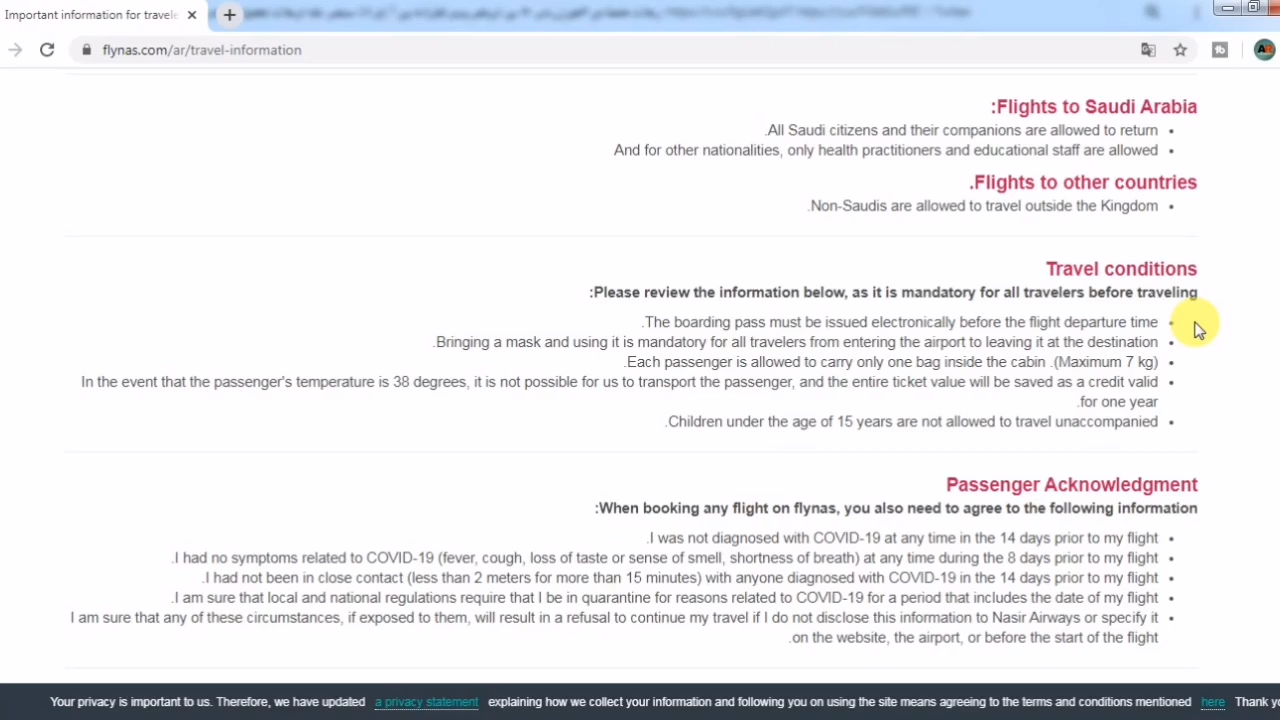 Important information for travele
flynas.com/ar/travel-information
:Flights to Saudi Arabia
.All Saudi citizens and their companions are allowed to return
And for other nationalities, only health practitioners and educational staff are allowed
.Flights to other countries
.Non-Saudis are allowed to travel outside the Kingdom
Travel conditions
:Please review the information below, as it is mandatory for all travelers before traveling
.The boarding pass must be issued electronically before the flight departure time
.Bringing a mask and using it is mandatory for all travelers from entering the airport to leaving it at the destination
.Each passenger is allowed to carry only one bag inside the cabin .(Maximum 7 kg)
In the event that the passenger's temperature is 38 degrees, it is not possible for us to transport the passenger, and the entire ticket value will be saved as a credit valid
.for one year
.Children under the age of 15 years are not allowed to travel unaccompanied
Passenger Acknowledgment
:When booking any flight on flynas, you also need to agree to the following information
.I was not diagnosed with COVID-19 at any time in the 14 days prior to my flight
.I had no symptoms related to COVID-19 (fever, cough, loss of taste or sense of smell, shortness of breath) at any time during the 8 days prior to my flight
.I had not been in close contact (less than 2 meters for more than 15 minutes) with anyone diagnosed with COVID-19 in the 14 days prior to my flight
.I am sure that local and national regulations require that I be in quarantine for reasons related to COVID-19 for a period that includes the date of my flight
I am sure that any of these circumstances, if exposed to them, will result in a refusal to continue my travel if I do not disclose this information to Nasir Airways or specify it
.on the website, the airport, or before the start of the flight
Your privacy is important to us. Therefore, we have updated a privacy statement explaining how we collect your information and following you on using the site means agreeing to the terms and conditions mentioned here Thank y